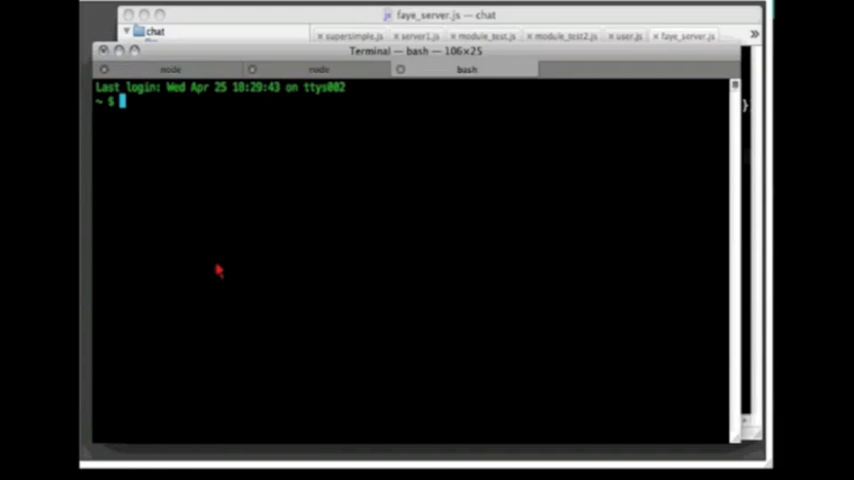 faye_server.js — chat
chat
supersimple.js server1.js module_test.js module_test2.js user.js faye_server.js »
Terminal — bash — 106×25
node node bash
Last login: Wed Apr 25 18:29:43 on ttys002
~ $
}